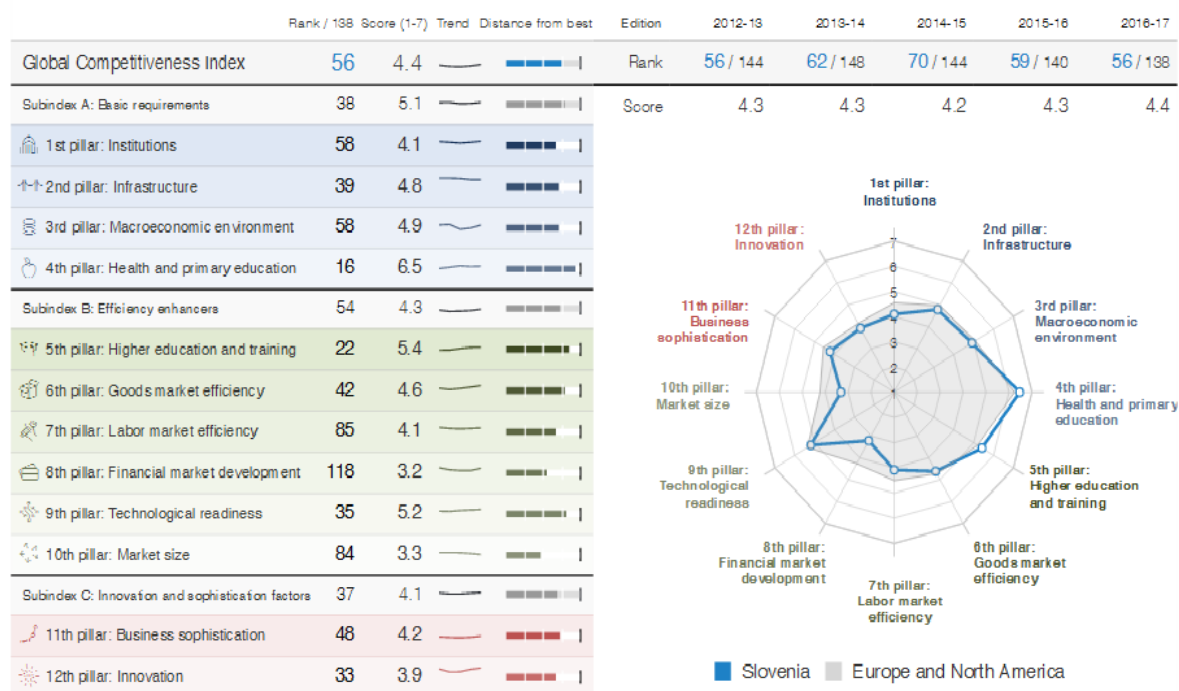 Rank / 138 Score (1-7) Trend Distance from best
Global Competitiveness Index 56 4.4
Subindex A: Basic requirements 38 5.1
1st pillar: Institutions 58 4.1
2nd pillar: Infrastructure 39 4.8
3rd pillar: Macroeconomic environment 58 4.9
4th pillar: Health and primary education 16 6.5
Subindex B: Efficiency enhancers 54 4.3
5th pillar: Higher education and training 22 5.4
6th pillar: Goods market efficiency 42 4.6
7th pillar: Labor market efficiency 85 4.1
8th pillar: Financial market development 118 3.2
9th pillar: Technological readiness 35 5.2
10th pillar: Market size 84 3.3
Subindex C: Innovation and sophistication factors 37 4.1
11th pillar: Business sophistication 48 4.2
12th pillar: Innovation 33 3.9
Edition 2012-13 2013-14 2014-15 2015-16 2016-17
Rank 56 / 144 62 / 148 70 / 144 59 / 140 56 / 138
Score 4.3 4.3 4.2 4.3 4.4
1st pillar:
Institutions
2nd pillar:
Infrastructure
3rd pillar:
Macroeconomic
environment
4th pillar:
Health and primary
education
5th pillar:
Higher education
and training
6th pillar:
Goods market
efficiency
7th pillar:
Labor market
efficiency
8th pillar:
Financial market
development
9th pillar:
Technological
readiness
10th pillar:
Market size
11th pillar:
Business
sophistication
12th pillar:
Innovation
7
6
5
4
3
2
1
Slovenia Europe and North America